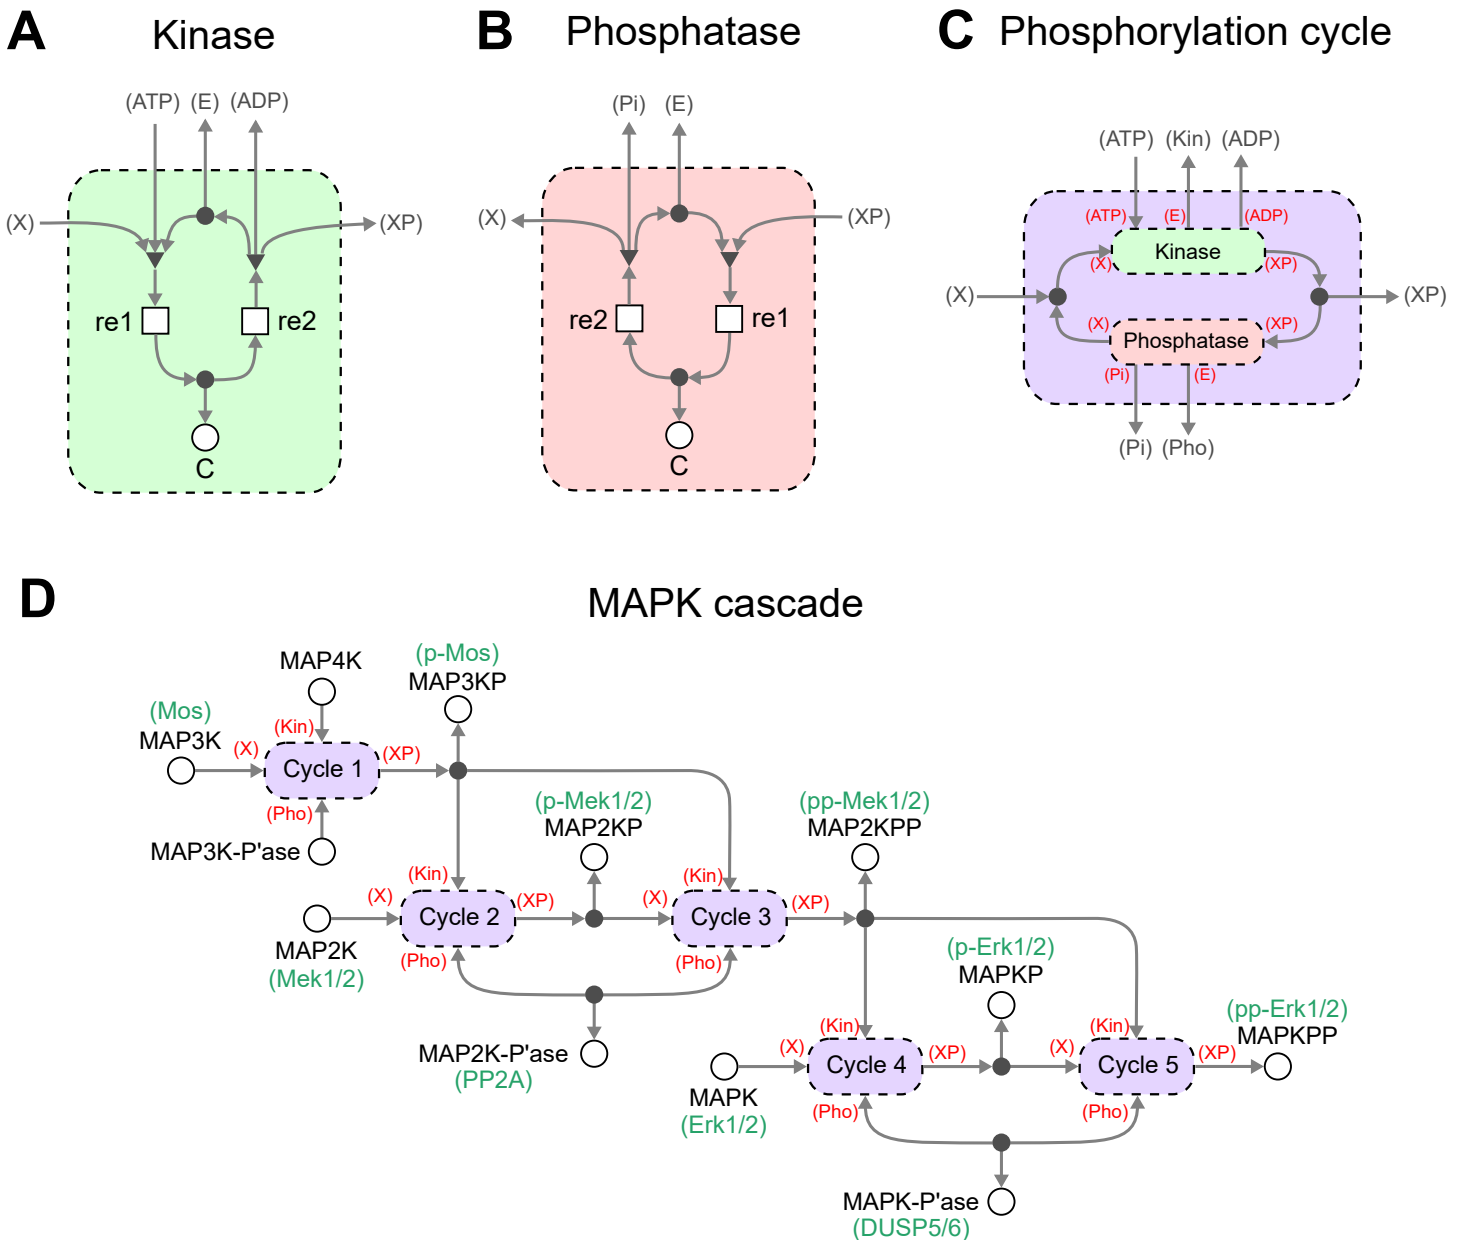 A
Kinase
(ATP) (E) (ADP)
(X)
(XP)
re1
re2
C
B
Phosphatase
(Pi) (E)
(X)
(XP)
re2
re1
C
C
Phosphorylation cycle
(ATP) (Kin) (ADP)
(ATP) (E) (ADP)
Kinase
(X)
(XP)
(X)
(XP)
(X)
(XP)
Phosphatase
(Pi) (E)
(Pi) (Pho)
D
MAPK cascade
MAP4K
(p-Mos)
MAP3KP
(Mos)
MAP3K
(Kin)
(X)
Cycle 1
(XP)
(Pho)
MAP3K-P'ase
(p-Mek1/2)
MAP2KP
(pp-Mek1/2)
MAP2KPP
(Kin)
(Kin)
(X)
Cycle 2
(XP)
(X)
Cycle 3
(XP)
MAP2K
(Mek1/2)
(Pho)
(Pho)
MAP2K-P'ase
(PP2A)
(p-Erk1/2)
MAPKP
(pp-Erk1/2)
MAPKPP
(Kin)
(Kin)
(X)
Cycle 4
(XP)
(X)
Cycle 5
(XP)
MAPK
(Erk1/2)
(Pho)
(Pho)
MAPK-P'ase
(DUSP5/6)